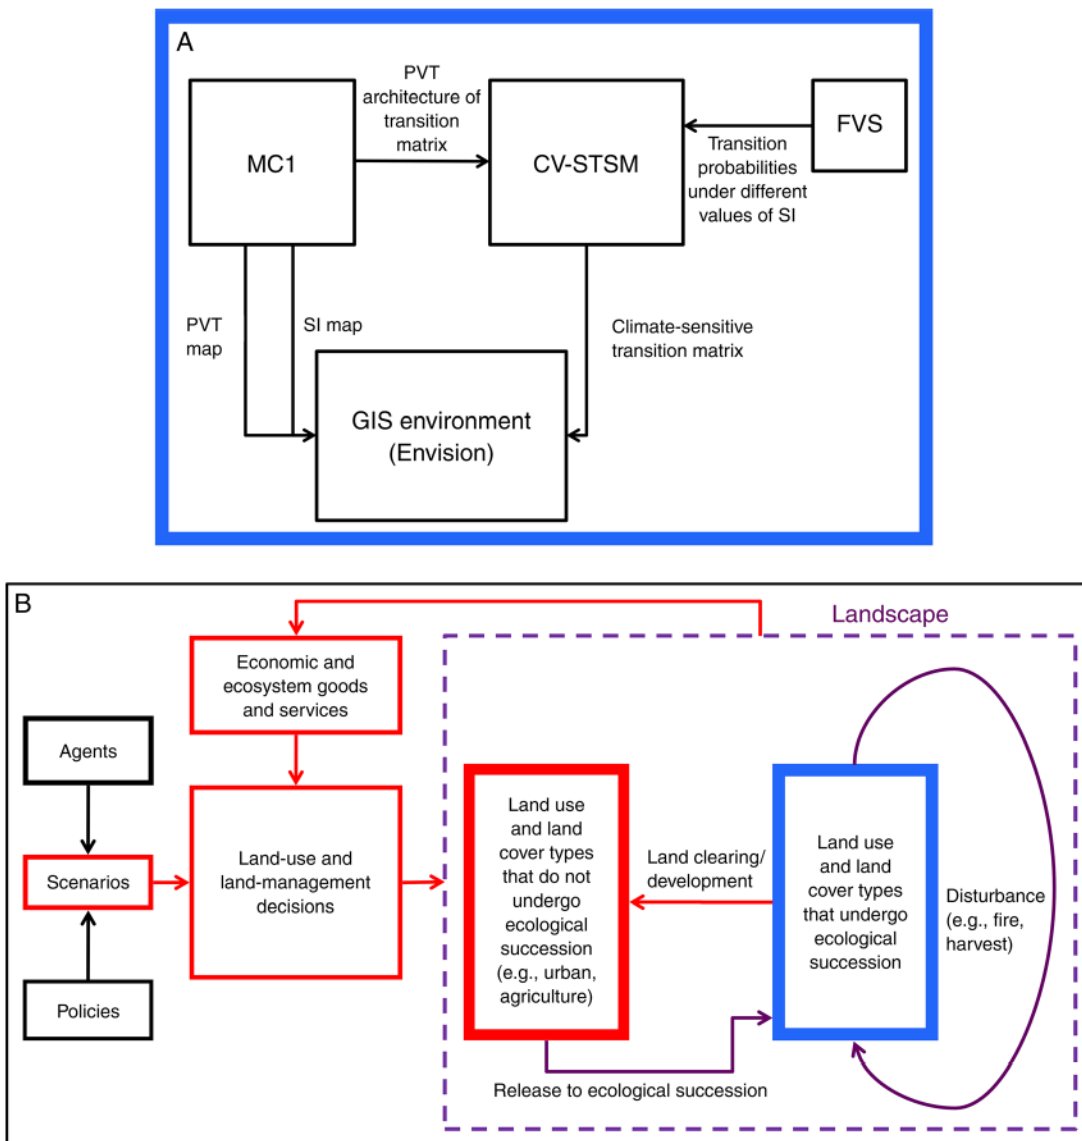 A
MC1
PVT
architecture of
transition
matrix
CV-STSM
FVS
Transition
probabilities
under different
values of SI
PVT
map
SI map
Climate-sensitive
transition matrix
GIS environment
(Envision)
B
Landscape
Economic and
ecosystem goods
and services
Agents
Scenarios
Policies
Land-use and
land-management
decisions
Land use
and land
cover types
that do not
undergo
ecological
succession
(e.g., urban,
agriculture)
Land clearing/
development
Land use
and land
cover types
that undergo
ecological
succession
Disturbance
(e.g., fire,
harvest)
Release to ecological succession